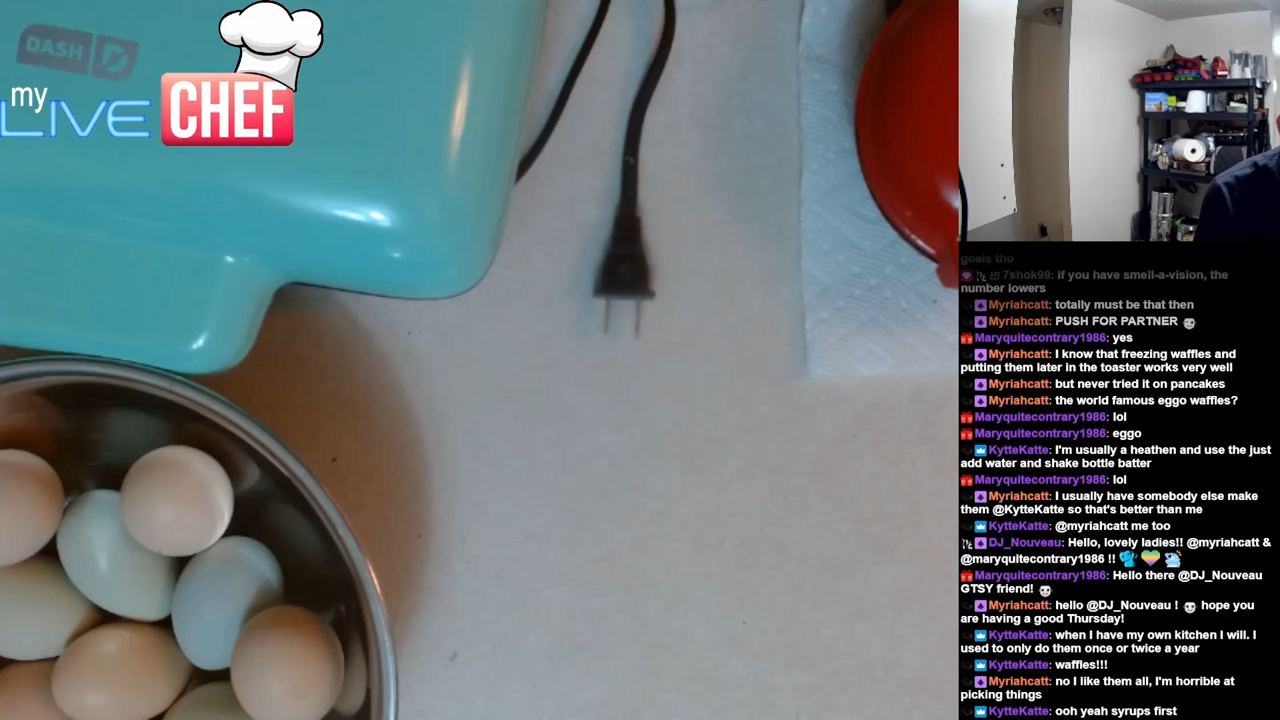 DASH D
my
LIVE CHEF
goals tho
7shok99: if you have smell-a-vision, the
number lowers
Myriahcatt: totally must be that then
Myriahcatt: PUSH FOR PARTNER
Maryquitecontrary1986: yes
Myriahcatt: I know that freezing waffles and
putting them later in the toaster works very well
Myriahcatt: but never tried it on pancakes
Myriahcatt: the world famous eggo waffles?
Maryquitecontrary1986: lol
Maryquitecontrary1986: eggo
KytteKatte: I'm usually a heathen and use the just
add water and shake bottle batter
Maryquitecontrary1986: lol
Myriahcatt: I usually have somebody else make
them @KytteKatte so that's better than me
KytteKatte: @myriahcatt me too
DJ_Nouveau: Hello, lovely ladies!! @myriahcatt &
@maryquitecontrary1986 !!
Maryquitecontrary1986: Hello there @DJ_Nouveau
GTSY friend!
Myriahcatt: hello @DJ_Nouveau ! hope you
are having a good Thursday!
KytteKatte: when I have my own kitchen I will. I
used to only do them once or twice a year
KytteKatte: waffles!!!
Myriahcatt: no I like them all, I'm horrible at
picking things
KytteKatte: ooh yeah syrups first